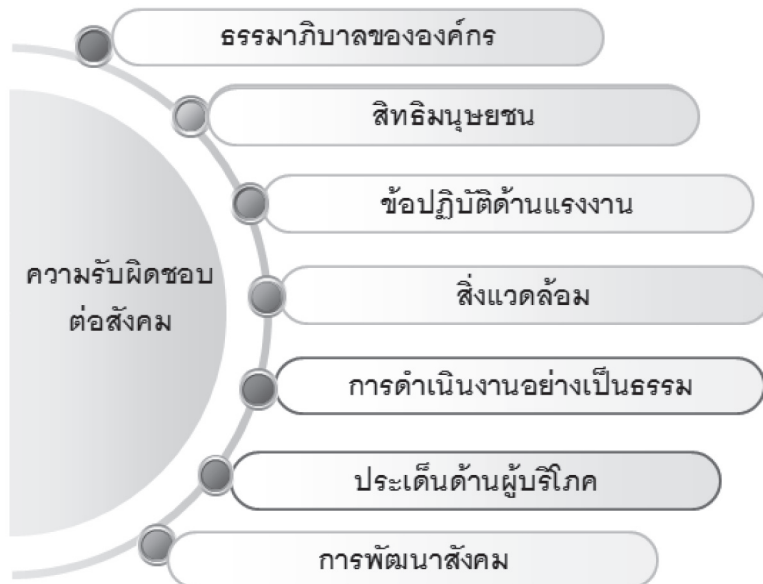 ธรรมาภิบาลขององค์กร
สิทธิมนุษยชน
ข้อปฏิบัติด้านแรงงาน
ความรับผิดชอบ
ต่อสังคม
สิ่งแวดล้อม
การดำเนินงานอย่างเป็นธรรม
ประเด็นด้านผู้บริโภค
การพัฒนาสังคม